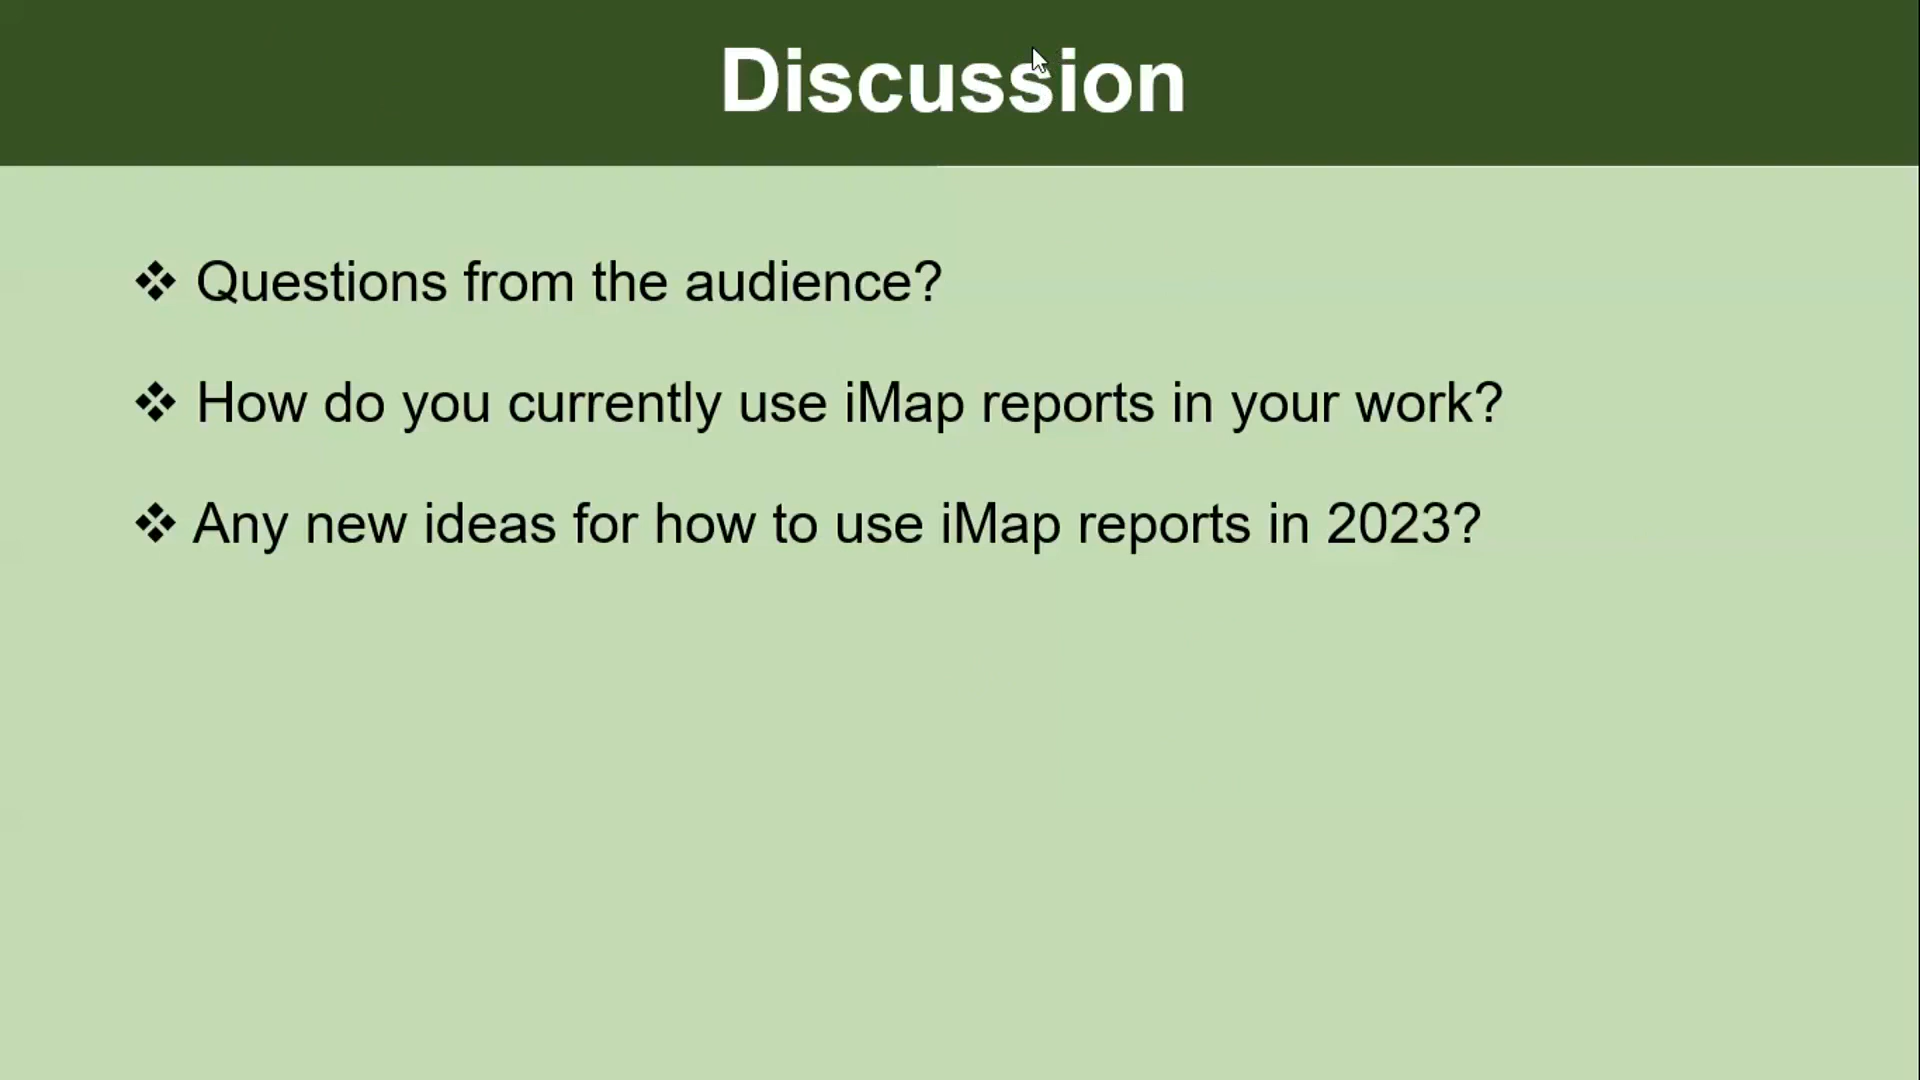 Discussion
❖ Questions from the audience?
❖ How do you currently use iMap reports in your work?
❖ Any new ideas for how to use iMap reports in 2023?